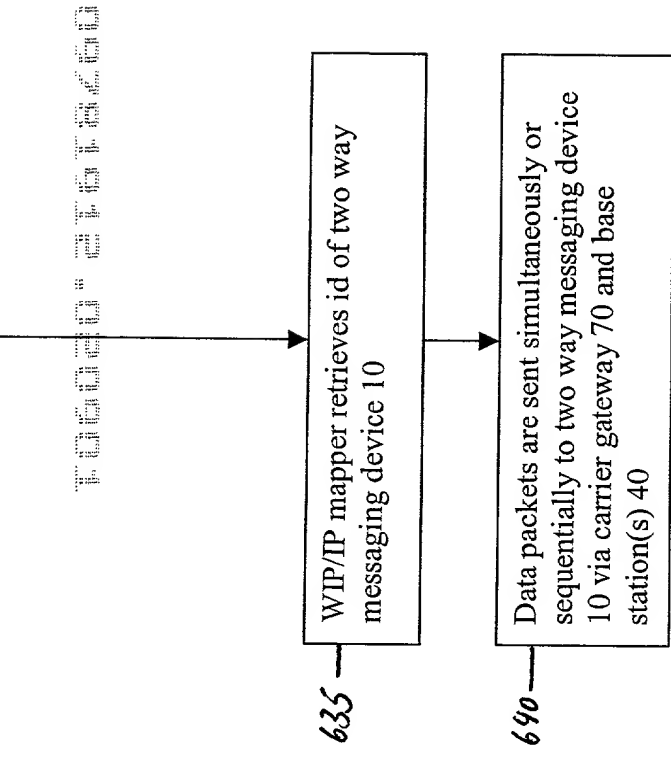 635
WIP/IP mapper retrieves id of two way
messaging device 10
640
Data packets are sent simultaneously or
sequentially to two way messaging device
10 via carrier gateway 70 and base
station(s) 40